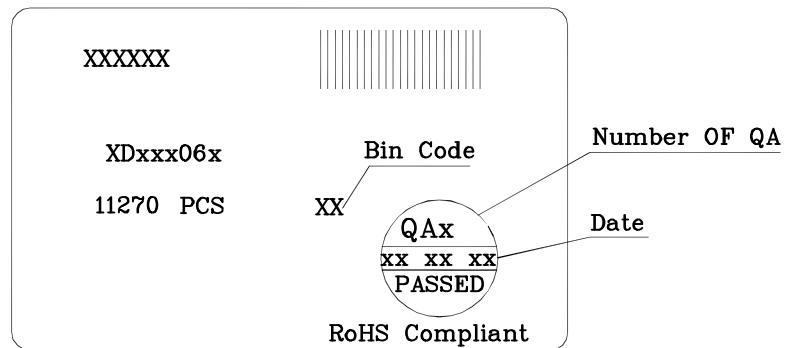 XXXXXX
XDxxx06x
Bin Code
Number OF QA
11270 PCS
XX
QAx
Date
xx xx xx
PASSED
RoHS Compliant